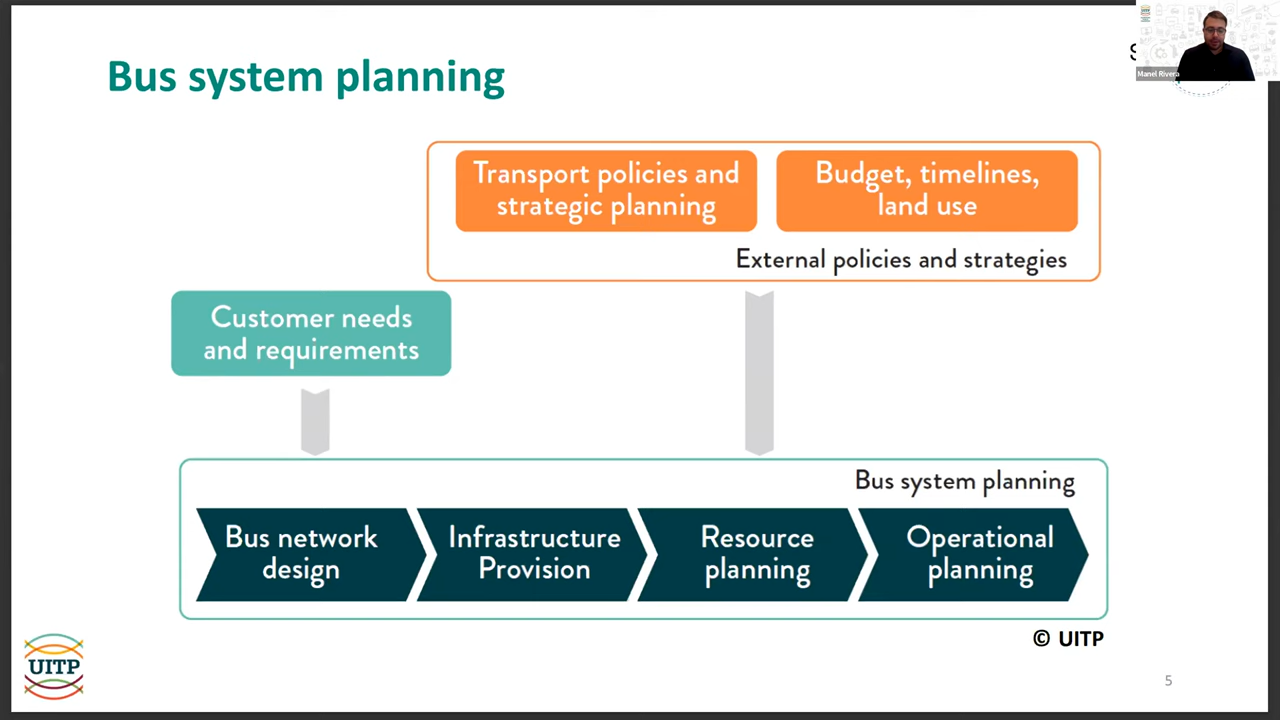 Bus system planning
S
Manel Rivera
Transport policies and
strategic planning
Budget, timelines,
land use
External policies and strategies
Customer needs
and requirements
Bus system planning
Bus network
design
Infrastructure
Provision
Resource
planning
Operational
planning
© UITP
UITP
5